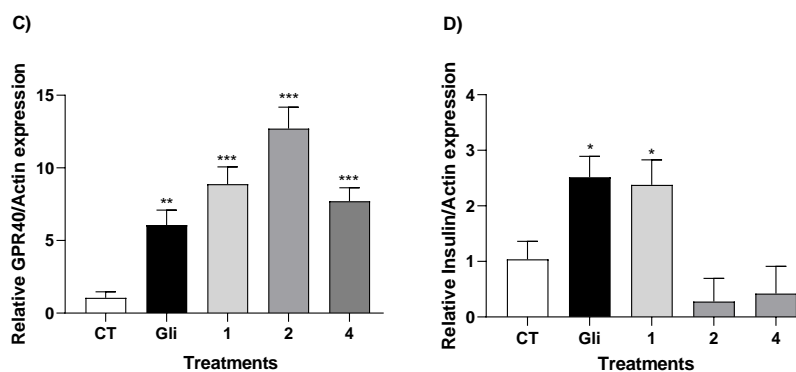 C)
Relative GPR40/Actin expression
15
10
5
0
**
***
***
***
CT Gli 1 2 4
Treatments
D)
Relative Insulin/Actin expression
4
3
2
1
0
*
*
CT Gli 1 2 4
Treatments